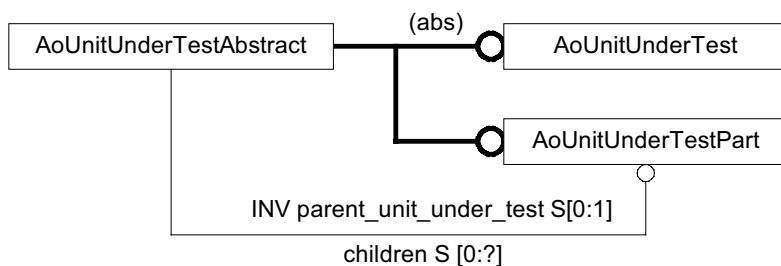 (abs)
AoUnitUnderTestAbstract
AoUnitUnderTest
AoUnitUnderTestPart
INV parent_unit_under_test S[0:1]
children S [0:?]